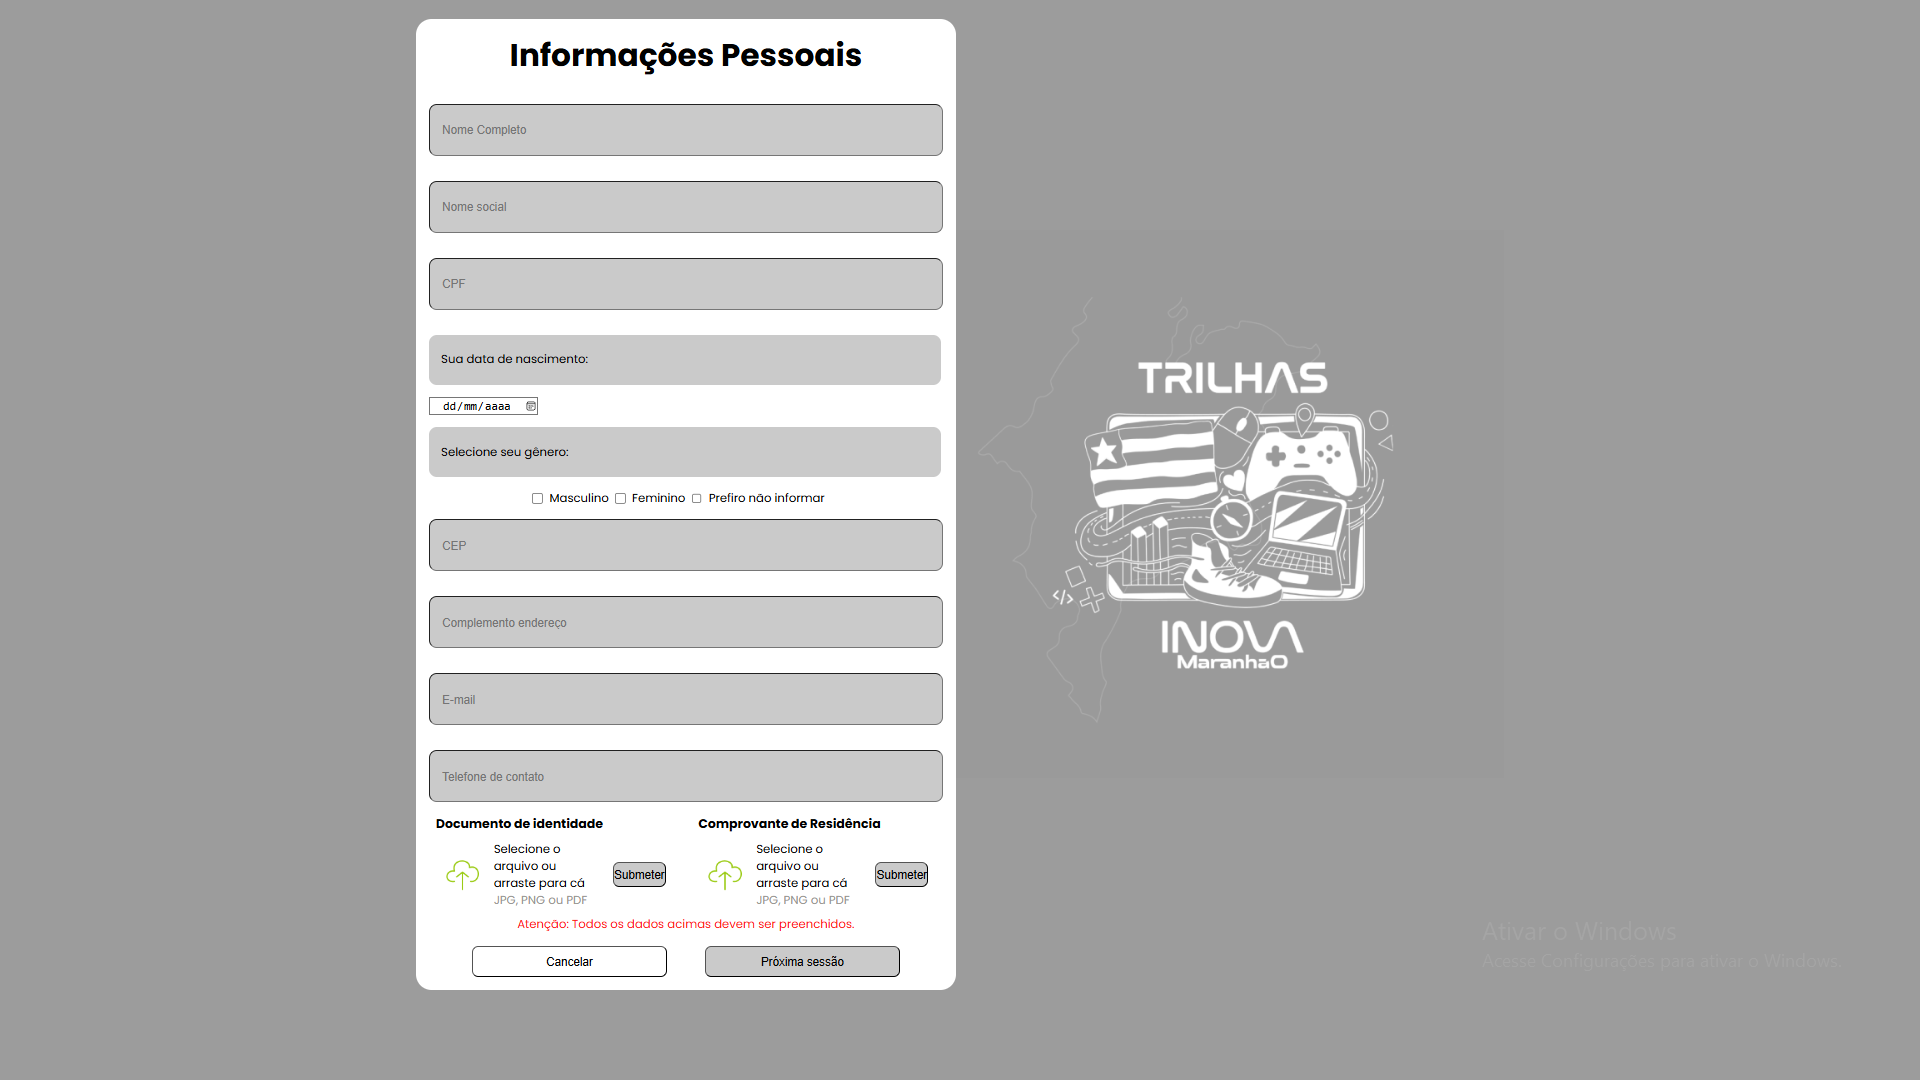 Informações Pessoais
Nome Completo
Nome social
CPF
Sua data de nascimento:
dd/mm/aaaa
Selecione seu gênero:
Masculino Feminino Prefiro não informar
CEP
Complemento endereço
E-mail
Telefone de contato
Documento de identidade
Selecione o
arquivo ou
arraste para cá
JPG, PNG ou PDF
Submeter
Comprovante de Residência
Selecione o
arquivo ou
arraste para cá
JPG, PNG ou PDF
Submeter
Atenção: Todos os dados acimas devem ser preenchidos.
Cancelar
Próxima sessão
TRILHAS
</>
INOVA
MaranhaO
Ativar o Windows
Acesse Configurações para ativar o Windows.